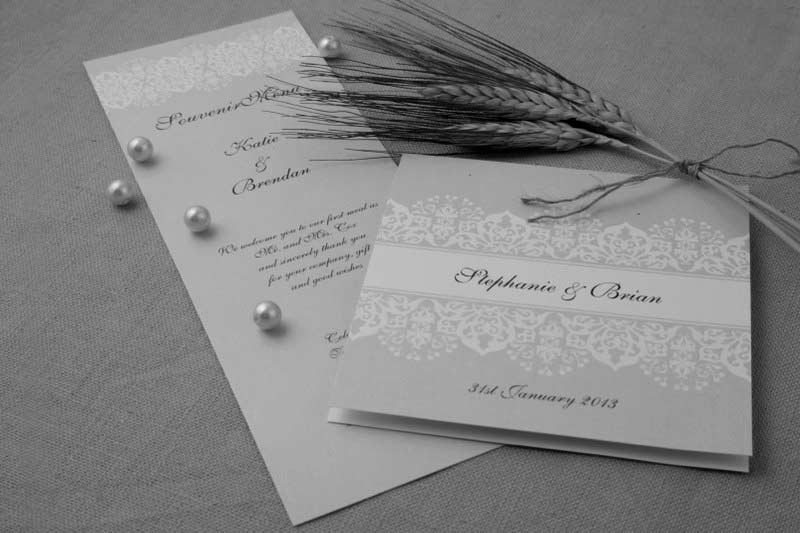 Souvenir Menu
Katie
&
Brendan
We welcome you to our first meal as
Mr. and Mrs. Cox
and sincerely thank you
for your company, gift
and good wishes
Stephanie & Brian
31st January 2013